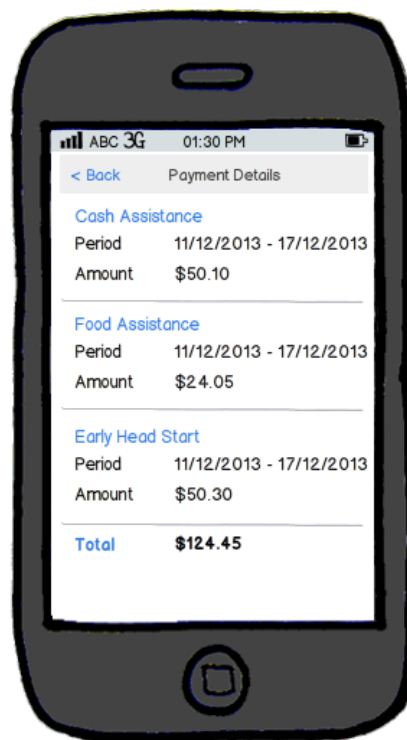 ABC 3G 01:30 PM
< Back Payment Details
Cash Assistance
Period 11/12/2013 - 17/12/2013
Amount $50.10
Food Assistance
Period 11/12/2013 - 17/12/2013
Amount $24.05
Early Head Start
Period 11/12/2013 - 17/12/2013
Amount $50.30
Total $124.45